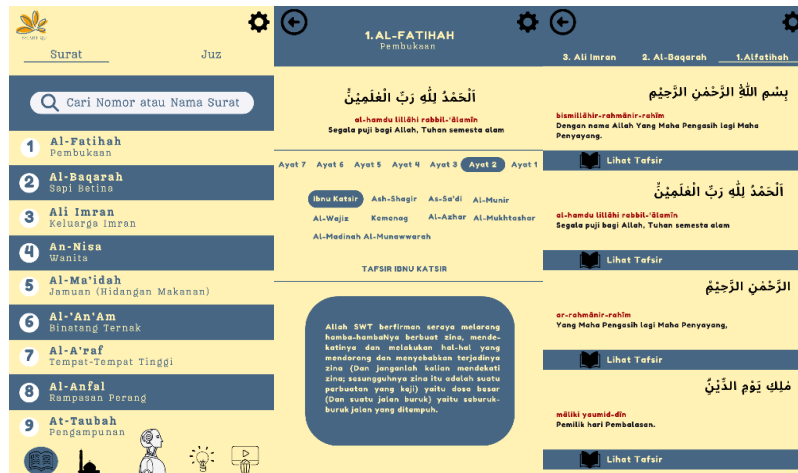 Surat
Juz
Cari Nomor atau Nama Surat
1
Al-Fatihah
Pembukaan
2
Al-Baqarah
Sapi Betina
3
Ali Imran
Keluarga Imran
4
An-Nisa
Wanita
5
Al-Ma'idah
Jamuan (Hidangan Makanan)
6
Al-'An'Am
Binatang Ternak
7
Al-A'raf
Tempat-Tempat Tinggi
8
Al-Anfal
Rampasan Perang
9
At-Taubah
Pengampunan
1.AL-FATIHAH
Pembukaan
اَلْحَمْدُ لِلّٰهِ رَبِّ الْعٰلَمِيْنَۙ
al-hamdu lillâhi rabbil-‘âlamîn
Segala puji bagi Allah, Tuhan semesta alam
Ayat 7 Ayat 6 Ayat 5 Ayat 4 Ayat 3 Ayat 2 Ayat 1
Ibnu Katsir Ash-Shagir As-Sa'di Al-Munir
Al-Wajiz Kemenag Al-Azhar Al-Mukhtashar
Al-Madinah Al-Munawwarah
TAFSIR IBNU KATSIR
Allah SWT berfirman seraya melarang
hamba-hambaNya berbuat zina, mende-
katinya dan melakukan hal-hal yang
mendorong dan menyebabkan terjadinya
zina (Dan janganlah kalian mendekati
zina; sesungguhnya zina itu adalah suatu
perbuatan yang keji) yaitu dosa besar
(Dan suatu jalan buruk) yaitu seburuk-
buruk jalan yang ditempuh.
3. Ali Imran 2. Al-Baqarah 1.Alfatihah
بِسْمِ اللّٰهِ الرَّحْمٰنِ الرَّحِيْمِ
bismillâhir-rahmânir-rahîm
Dengan nama Allah Yang Maha Pengasih lagi Maha
Penyayang.
Lihat Tafsir
اَلْحَمْدُ لِلّٰهِ رَبِّ الْعٰلَمِيْنَۙ
al-hamdu lillâhi rabbil-‘âlamîn
Segala puji bagi Allah, Tuhan semesta alam
Lihat Tafsir
الرَّحْمٰنِ الرَّحِيْمِۙ
ar-rahmânir-rahîm
Yang Maha Pengasih lagi Maha Penyayang,
Lihat Tafsir
مٰلِكِ يَوْمِ الدِّيْنِۗ
mâliki yaumid-dîn
Pemilik hari Pembalasan.
Lihat Tafsir